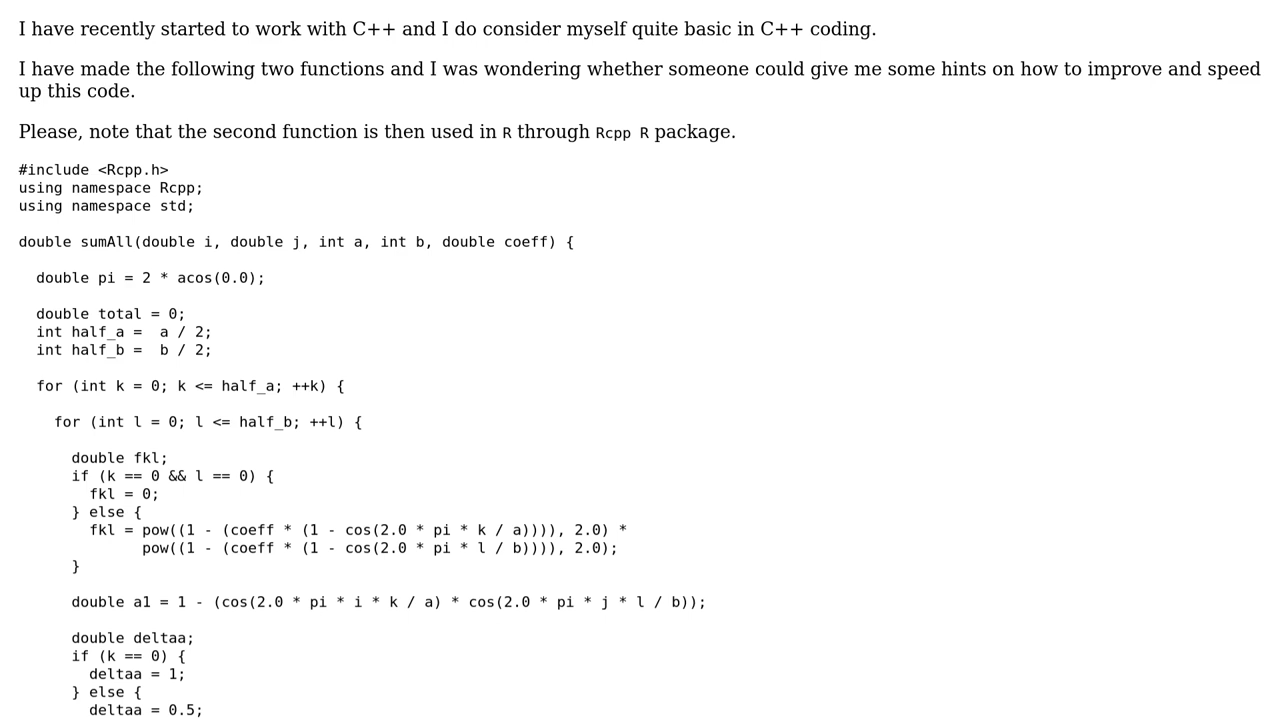 I have recently started to work with C++ and I do consider myself quite basic in C++ coding.
I have made the following two functions and I was wondering whether someone could give me some hints on how to improve and speed
up this code.
Please, note that the second function is then used in R through Rcpp R package.
#include <Rcpp.h>
using namespace Rcpp;
using namespace std;
double sumAll(double i, double j, int a, int b, double coeff) {
  double pi = 2 * acos(0.0);
  double total = 0;
  int half_a =  a / 2;
  int half_b =  b / 2;
  for (int k = 0; k <= half_a; ++k) {
    for (int l = 0; l <= half_b; ++l) {
      double fkl;
      if (k == 0 && l == 0) {
        fkl = 0;
      } else {
        fkl = pow((1 - (coeff * (1 - cos(2.0 * pi * k / a)))), 2.0) *
              pow((1 - (coeff * (1 - cos(2.0 * pi * l / b)))), 2.0);
      }
      double a1 = 1 - (cos(2.0 * pi * i * k / a) * cos(2.0 * pi * j * l / b));
      double deltaa;
      if (k == 0) {
        deltaa = 1;
      } else {
        deltaa = 0.5;